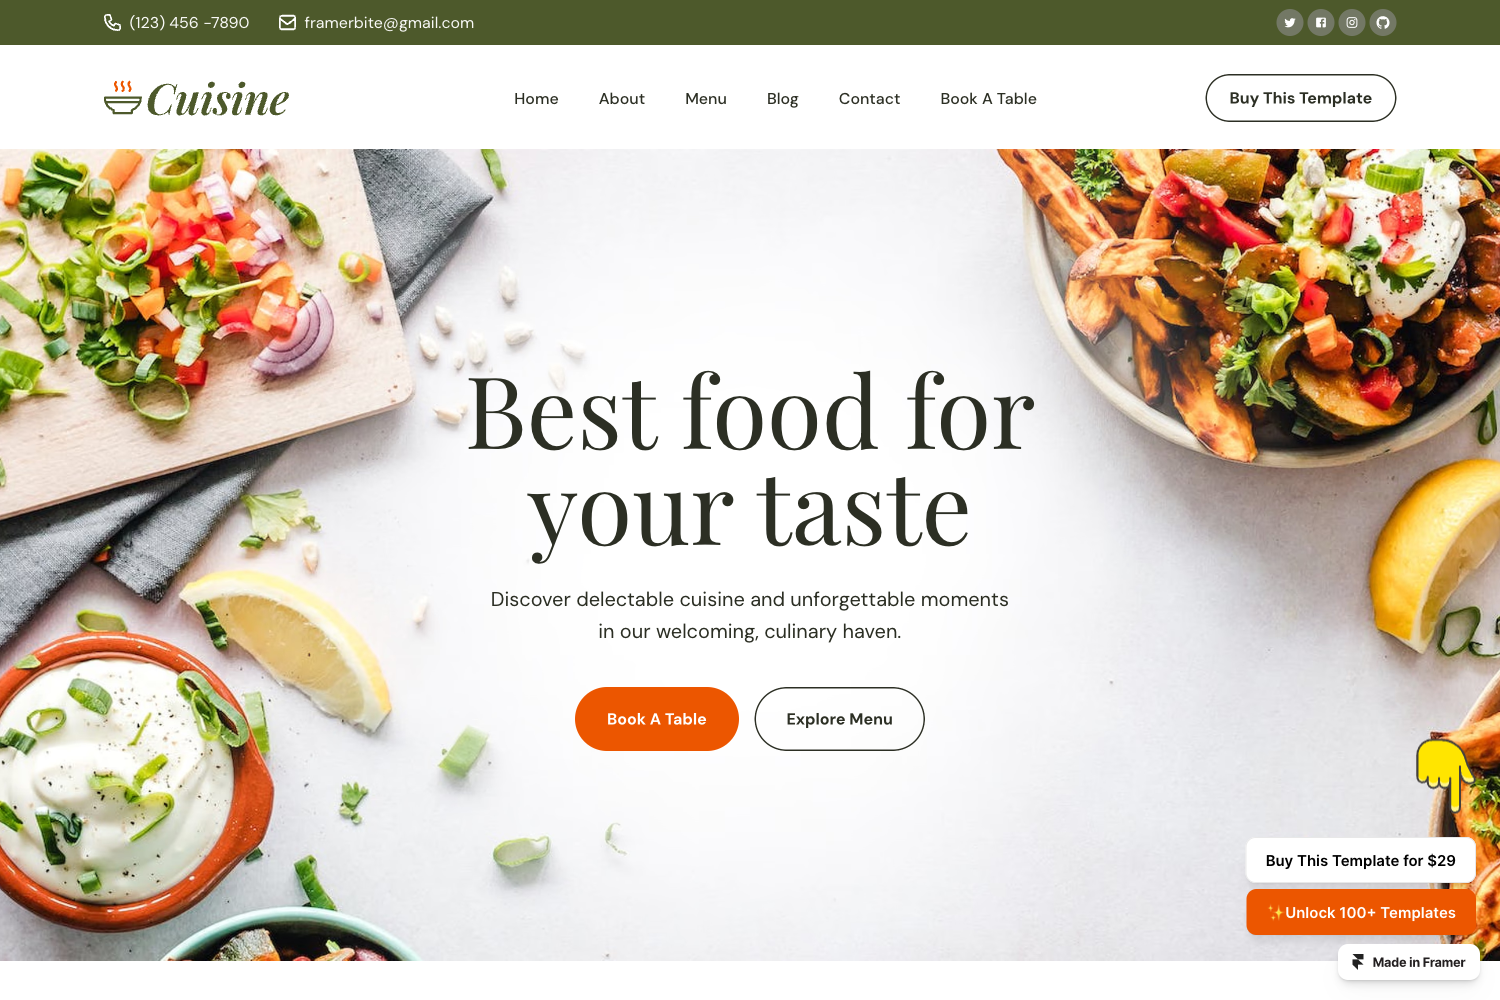 (123) 456 -7890
framerbite@gmail.com
Cuisine
Home
About
Menu
Blog
Contact
Book A Table
Buy This Template
Best food for
your taste
Discover delectable cuisine and unforgettable moments
in our welcoming, culinary haven.
Book A Table
Explore Menu
Buy This Template for $29
✨Unlock 100+ Templates
Made in Framer